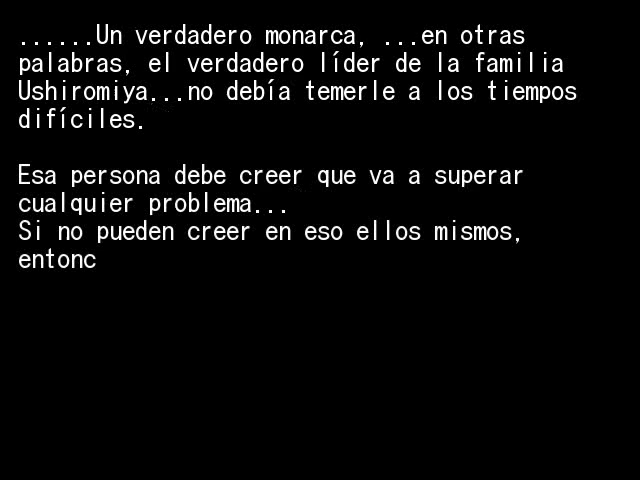 ......Un verdadero monarca, ...en otras
palabras, el verdadero líder de la familia
Ushiromiya...no debía temerle a los tiempos
difíciles.
Esa persona debe creer que va a superar
cualquier problema...
Si no pueden creer en eso ellos mismos,
entonc